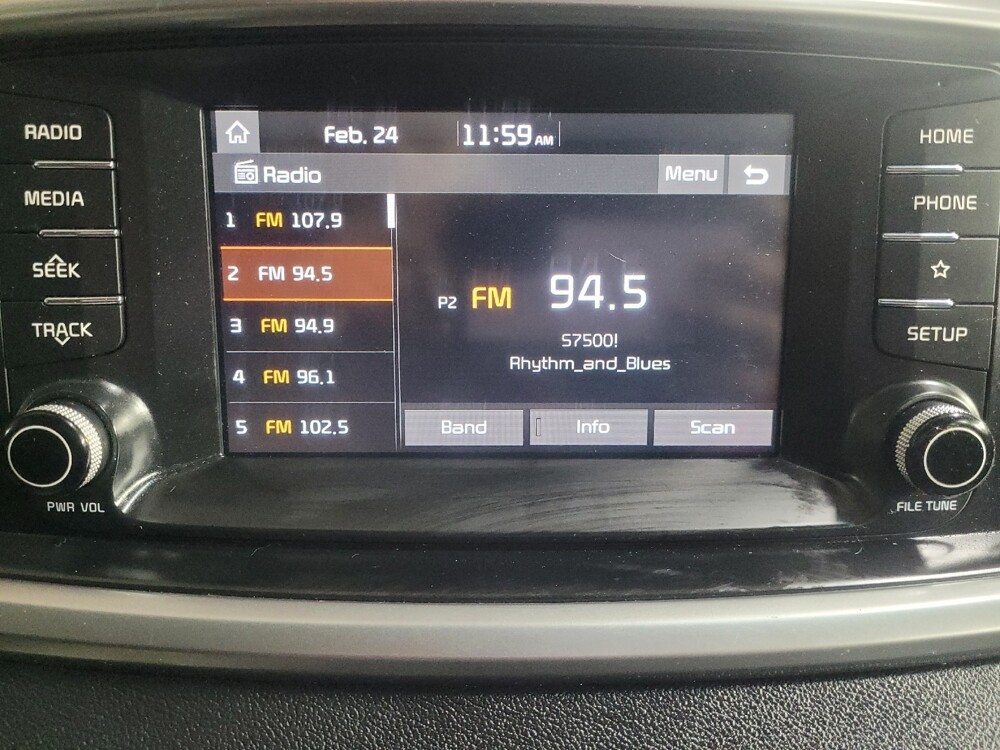 RADIO
MEDIA
SEEK
TRACK
PWR VOL
Feb. 24 11:59 AM
Radio Menu
1 FM 107.9
2 FM 94.5
3 FM 94.9
4 FM 96.1
5 FM 102.5
P2 FM 94.5
S7500!
Rhythm_and_Blues
Band Info Scan
HOME
PHONE
SETUP
FILE TUNE